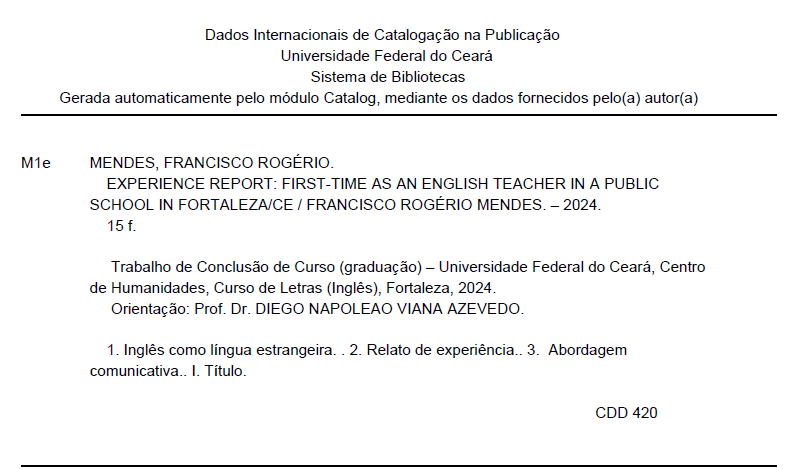 Dados Internacionais de Catalogação na Publicação
Universidade Federal do Ceará
Sistema de Bibliotecas
Gerada automaticamente pelo módulo Catalog, mediante os dados fornecidos pelo(a) autor(a)
M1e MENDES, FRANCISCO ROGÉRIO.
EXPERIENCE REPORT: FIRST-TIME AS AN ENGLISH TEACHER IN A PUBLIC
SCHOOL IN FORTALEZA/CE / FRANCISCO ROGÉRIO MENDES. – 2024.
15 f.
Trabalho de Conclusão de Curso (graduação) – Universidade Federal do Ceará, Centro
de Humanidades, Curso de Letras (Inglês), Fortaleza, 2024.
Orientação: Prof. Dr. DIEGO NAPOLEAO VIANA AZEVEDO.
1. Inglês como língua estrangeira. . 2. Relato de experiência.. 3. Abordagem
comunicativa.. I. Título.
CDD 420